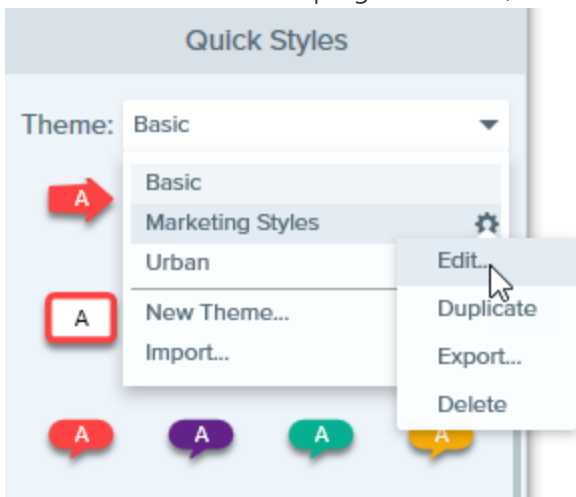 Quick Styles
Theme: Basic
A
Basic
Marketing Styles
Urban
New Theme...
Import...
Edit...
Duplicate
Export...
Delete
A
A
A
A
A